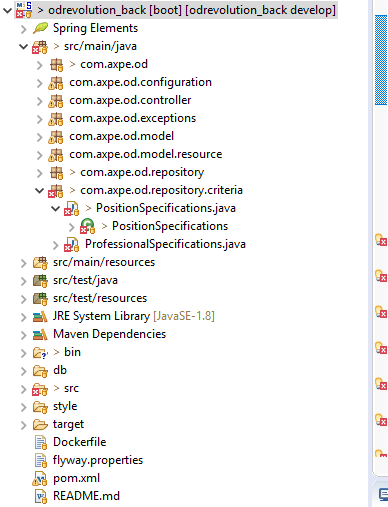 > odrevolution_back [boot] [odrevolution_back develop]
Spring Elements
> src/main/java
> com.axpe.od
com.axpe.od.configuration
> com.axpe.od.controller
com.axpe.od.exceptions
> com.axpe.od.model
com.axpe.od.model.resource
> com.axpe.od.repository
> com.axpe.od.repository.criteria
> PositionSpecifications.java
> PositionSpecifications
ProfessionalSpecifications.java
src/main/resources
src/test/java
src/test/resources
JRE System Library [JavaSE-1.8]
Maven Dependencies
> bin
db
> src
style
target
Dockerfile
flyway.properties
pom.xml
README.md